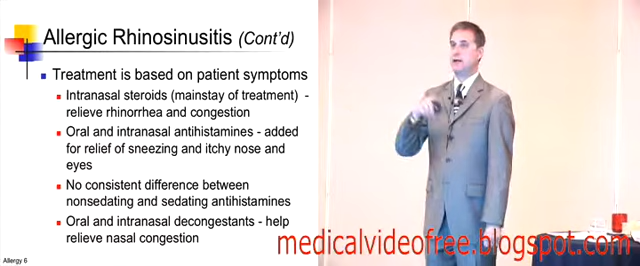 Allergic Rhinosinusitis (Cont'd)
Treatment is based on patient symptoms
Intranasal steroids (mainstay of treatment) -
relieve rhinorrhea and congestion
Oral and intranasal antihistamines - added
for relief of sneezing and itchy nose and
eyes
No consistent difference between
nonsedating and sedating antihistamines
Oral and intranasal decongestants - help
relieve nasal congestion
medicalvideofree.blogspot.com
Allergy 6